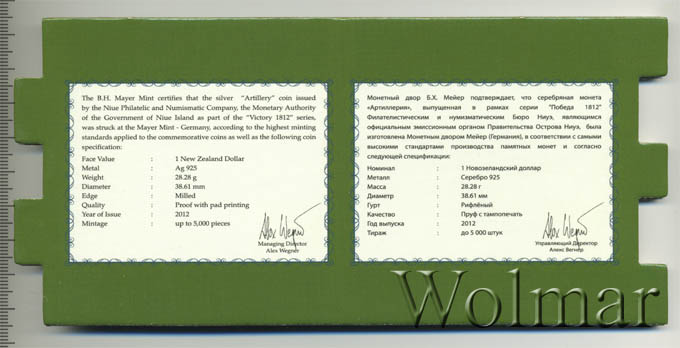 The B.H. Mayer Mint certifies that the silver "Artillery" coin issued
by the Niue Philatelic and Numismatic Company, the Monetary Authority
of the Government of Niue Island as part of the "Victory 1812" series,
was struck at the Mayer Mint - Germany, according to the highest minting
standards applied to the commemorative coins as well as the following coin
specification:
Face Value : 1 New Zealand Dollar
Metal : Ag 925
Weight : 28.28 g
Diameter : 38.61 mm
Edge : Milled
Quality : Proof with pad printing
Year of Issue : 2012
Mintage : up to 5,000 pieces
Alex Wegner
Managing Director
Alex Wegner
Монетный двор Б.Х. Мейер подтверждает, что серебряная монета
«Артиллерия», выпущенная в рамках серии "Победа 1812"
Филателистическим и нумизматическим Бюро Ниуэ, являющимся
официальным эмиссионным органом Правительства Острова Ниуэ, была
изготовлена Монетным двором Мейер (Германия), в соответствии с самыми
высокими стандартами производства памятных монет и согласно
следующей спецификации:
Номинал : 1 Новозеландский доллар
Металл : Серебро 925
Масса : 28.28 г
Диаметр : 38,61 мм
Гурт : Рифлёный
Качество : Пруф с тампопечать
Год выпуска : 2012
Тираж : до 5 000 штук
Alex Wegner
Управляющий Директор
Алекс Вегнер
Wolmar